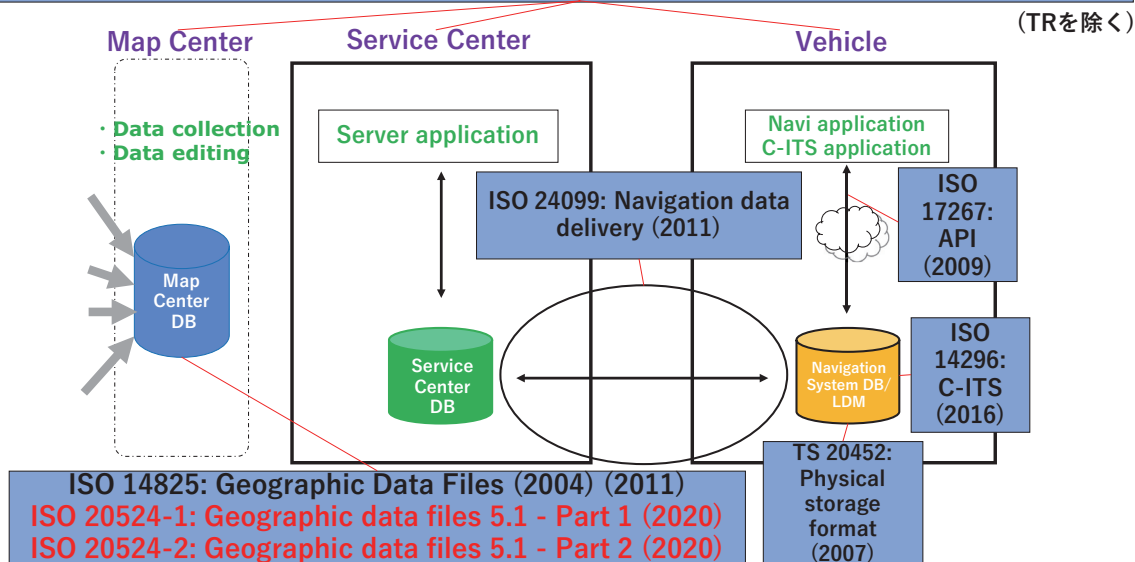 (TRを除く)
Map Center
Service Center
Vehicle
・Data collection
・Data editing
Server application
Navi application
C-ITS application
ISO 24099: Navigation data
delivery (2011)
ISO
17267:
API
(2009)
Map
Center
DB
Service
Center
DB
Navigation
System DB/
LDM
ISO
14296:
C-ITS
(2016)
TS 20452:
Physical
storage
format
(2007)
ISO 14825: Geographic Data Files (2004) (2011)
ISO 20524-1: Geographic data files 5.1 - Part 1 (2020)
ISO 20524-2: Geographic data files 5.1 - Part 2 (2020)